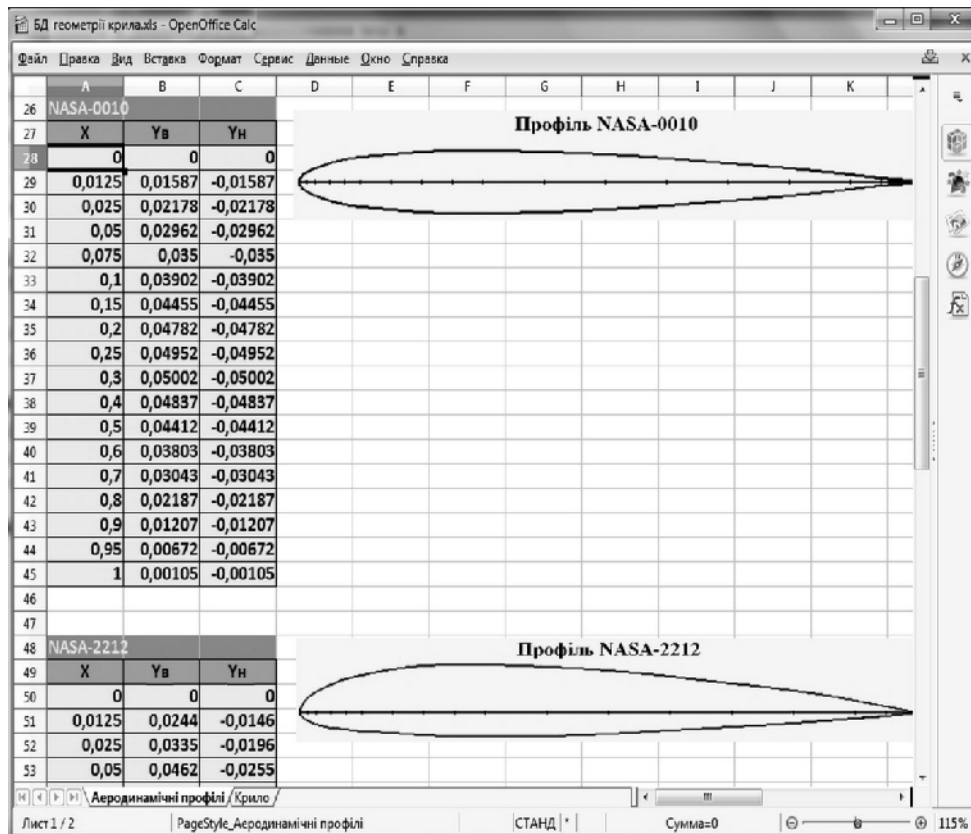 БД геометрії крила.xls - OpenOffice Calc
Файл Правка Вид Вставка Формат Сервис Данные Окно Справка
A B C D E F G H I J K
26 NASA-0010
Профіль NASA-0010
27 X Yв Yн
28 0 0 0
29 0,0125 0,01587 -0,01587
30 0,025 0,02178 -0,02178
31 0,05 0,02962 -0,02962
32 0,075 0,035 -0,035
33 0,1 0,03902 -0,03902
34 0,15 0,04455 -0,04455
35 0,2 0,04782 -0,04782
36 0,25 0,04952 -0,04952
37 0,3 0,05002 -0,05002
38 0,4 0,04837 -0,04837
39 0,5 0,04412 -0,04412
40 0,6 0,03803 -0,03803
41 0,7 0,03043 -0,03043
42 0,8 0,02187 -0,02187
43 0,9 0,01207 -0,01207
44 0,95 0,00672 -0,00672
45 1 0,00105 -0,00105
46
47
48 NASA-2212 Профіль NASA-2212
49 X Yв Yн
50 0 0 0
51 0,0125 0,0244 -0,0146
52 0,025 0,0335 -0,0196
53 0,05 0,0462 -0,0255
Аеродинамічні профілі Крило
Лист 1 / 2 PageStyle_Аеродинамічні профілі СТАНД * Сумма=0 115%